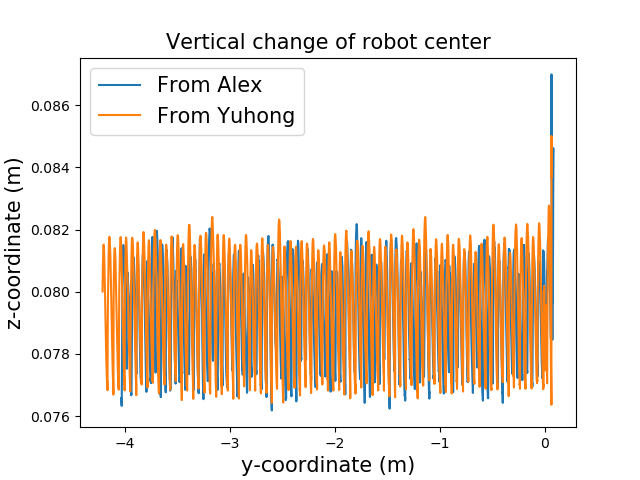 Vertical change of robot center
From Alex
From Yuhong
0.086
0.084
0.082
0.080
0.078
0.076
z-coordinate (m)
−4
−3
−2
−1
0
y-coordinate (m)